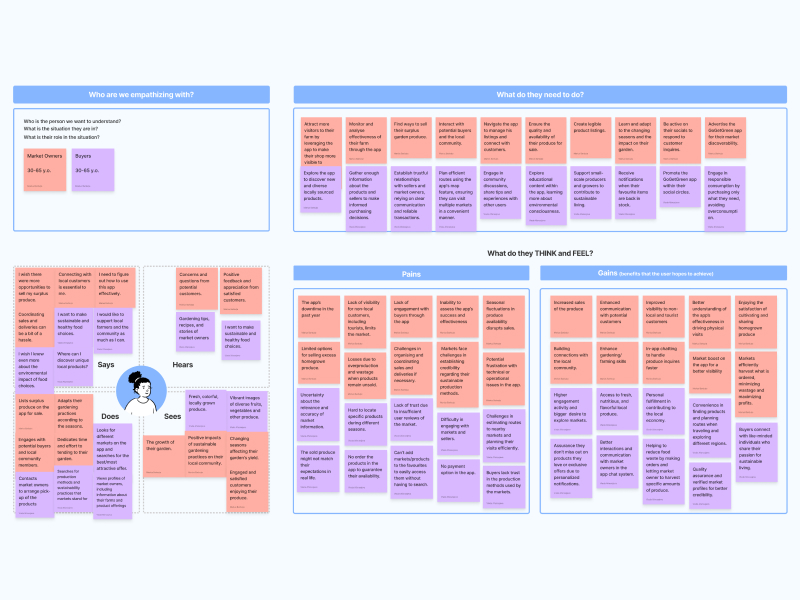 Who are we empathizing with?
Who is the person we want to understand?
What is the situation they are in?
What is their role in the situation?
Market Owners
30-65 y.o.
Buyers
30-65 y.o.
What do they need to do?
Attract more
visitors to their
farm by
leveraging the
app to make
their shop more
visible to
Monitor and
analyse
effectiveness of
their farm
through the app
Find ways to sell
their surplus
garden produce.
Interact with
potential buyers
and the local
community.
Navigate the app
to manage his
listings and
connect with
customers.
Ensure the
quality and
availability of
their produce for
sale.
Create legible
product listings.
Learn and adapt
to the changing
seasons and the
impact on their
garden.
Be active on
their socials to
respond to
customer
inquiries.
Advertise the
GoGetGreen app
for their market
discoverability.
Explore the app
to discover new
and diverse
locally sourced
products.
Gather enough
information
about the
products and
sellers to make
informed
purchasing
decisions.
Establish trustful
relationships
with sellers and
market owners,
relying on clear
communication
and reliable
transactions.
Plan efficient
routes using the
app's map
feature, ensuring
they can visit
multiple markets
in a convenient
manner.
Engage in
community
discussions,
share tips and
experiences with
other users
Explore
educational
content within
the app, learning
more about
environmental
consciousness.
Support small-
scale producers
and growers to
contribute to
sustainable
living.
Receive
notifications
when their
favourite items
are back in
stock.
Promote the
GoGetGreen app
within their
social circles.
Engage in
responsible
consumption by
purchasing only
what they need,
avoiding
overconsumpti
on.
What do they THINK and FEEL?
I wish there
were more
opportunities to
sell my surplus
produce.
Connecting with
local customers
is essential to
me.
I need to figure
out how to use
this app
effectively.
Coordinating
sales and
deliveries can
be a bit of a
hassle.
I want to make
sustainable and
healthy food
choices.
I would like to
support local
farmers and the
community as
much as I can.
I wish I knew
more about the
environmental
impact of food
choices.
Where can I
discover unique
local products?
Says
Concerns and
questions from
potential
customers.
Positive
feedback and
appreciation from
satisfied
customers.
Gardening tips,
recipes, and
stories of
market owners
I want to make
sustainable and
healthy food
choices.
Hears
Does
Lists surplus
produce on the
app for sale.
Adapts their
gardening
practices
according to the
seasons.
Engages with
potential buyers
and local
community
members.
Dedicates time
and effort to
tending to their
garden.
Looks for
different
markets on the
app and
searches for the
best/most
attractive offers.
Contacts
market owners
to arrange pick-
up of the
products
Searches for
production
methods and
sustainability
practices that
markets stand for
Views profiles of
market owners,
including
information about
their farms and
product offerings
Sees
Fresh, colorful,
locally grown
produce.
Vibrant images
of diverse fruits,
vegetables and
other produce.
The growth of
their garden.
Positive impacts
of sustainable
gardening
practices on their
local community.
Changing
seasons
affecting their
garden's yield.
Engaged and
satisfied
customers
enjoying their
produce.
Pains
The app's
downtime in the
past year
Lack of visibility
for non-local
customers,
including
tourists, limits the
market.
Lack of
engagement with
buyers through
the app
Inability to
assess the app's
success and
effectiveness
Seasonal
fluctuations in
produce
availability
disrupts sales.
Limited options
for selling excess
homegrown
produce
Losses due to
overproduction
and wastage
when products
remain unsold.
Challenges in
organising and
coordinating
sales and
deliveries if
necessary.
Markets face
challenges in
establishing
credibility
regarding their
sustainable
production
methods.
Potential
frustration with
technical or
operational
issues in the app.
Uncertainty
about the
relevance and
accuracy of
market
information.
Hard to locate
specific products
during different
seasons.
Lack of trust due
to insufficient
user reviews of
the market.
Difficulty in
engaging with
markets and
sellers.
Challenges in
estimating routes
to nearby
markets and
planning their
visits efficiently.
The sold produce
might not match
their
expectations in
real life.
No order the
products in the
app to guarantee
their availability.
Can't add
markets/products
to the favourites
to easily access
them without
having to search.
No payment
option in the app.
Buyers lack trust
in the production
methods used by
the markets.
Gains (benefits that the user hopes to achieve)
Increased sales
of the produce
Enhanced
communication
with potential
customers
Improved
visibility to non-
local and tourist
customers
Better
understanding of
the app's
effectiveness in
driving physical
visits
Enjoying the
satisfaction of
cultivating and
sharing
homegrown
produce
Building
connections with
the local
community.
Enhance
gardening/
farming skills
In-app chatting
to handle
produce inquires
faster
Market boost on
the app for a
better visibility
Markets
efficiently
harvest what is
ordered,
minimizing
wastage and
maximizing
profits.
Higher
engagement
activity and
bigger desire to
explore markets.
Access to fresh,
nutritious, and
flavorful local
produce.
Personal
fulfillment in
contributing to
the local
economy.
Convenience in
finding products
and planning
routes when
travelling and
exploring
different regions.
Buyers connect
with like-minded
individuals who
share their
passion for
sustainable
living.
Assurance they
don't miss out on
products they
love or exclusive
offers due to
personalized
notifications.
Better
interactions and
communication
with market
owners in the
app chat system.
Helping to
reduce food
waste by making
orders and
letting market
owner to harvest
specific amounts
of produce.
Quality
assurance and
verified market
profiles for better
credibility.